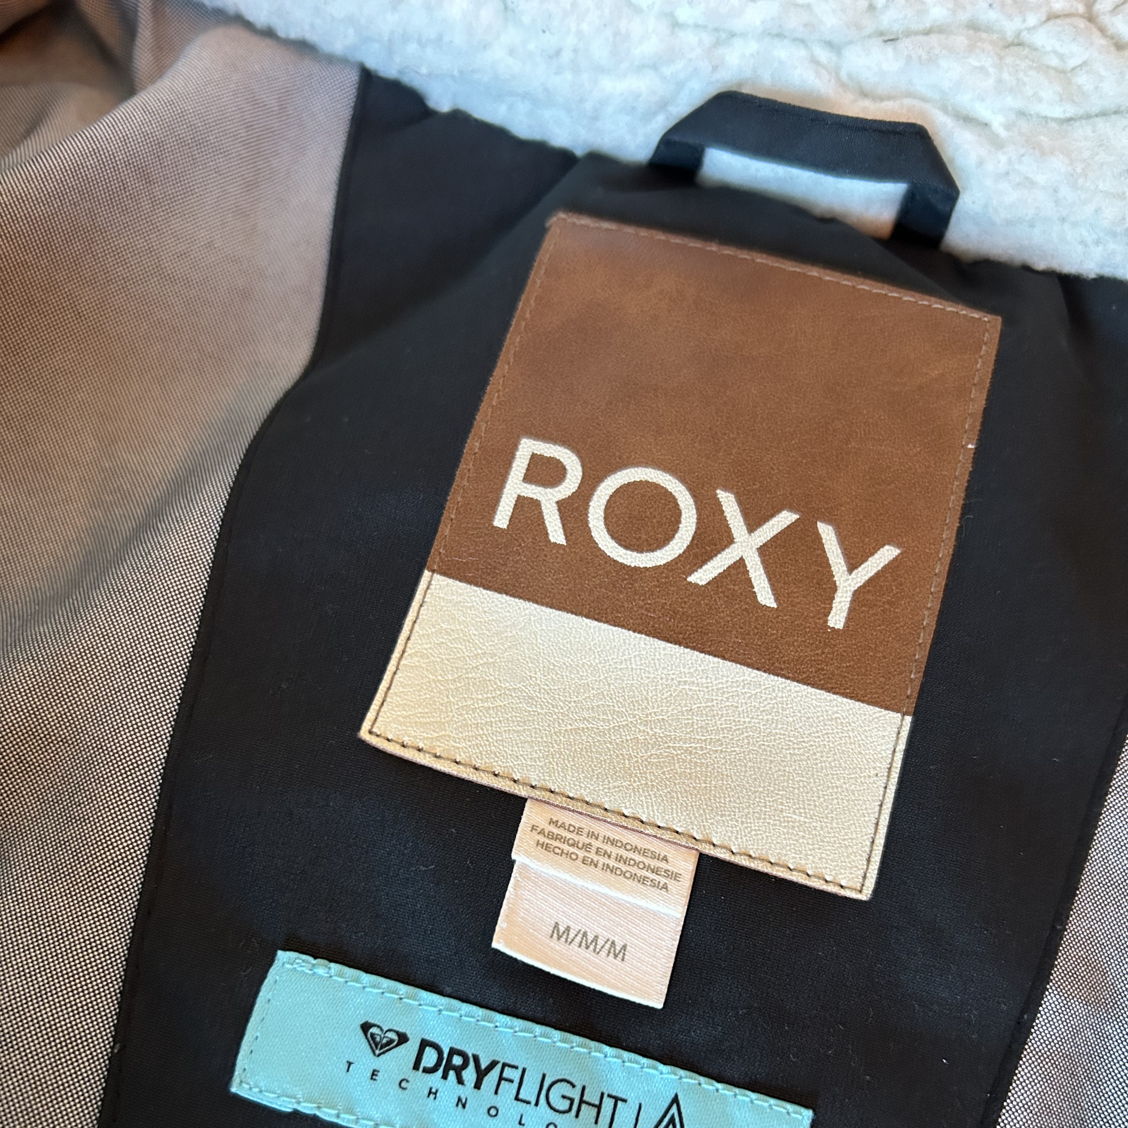 ROXY
MADE IN INDONESIA
FABRIQUÉ EN INDONESIE
HECHO EN INDONESIA
M/M/M
DRYFLIGHT